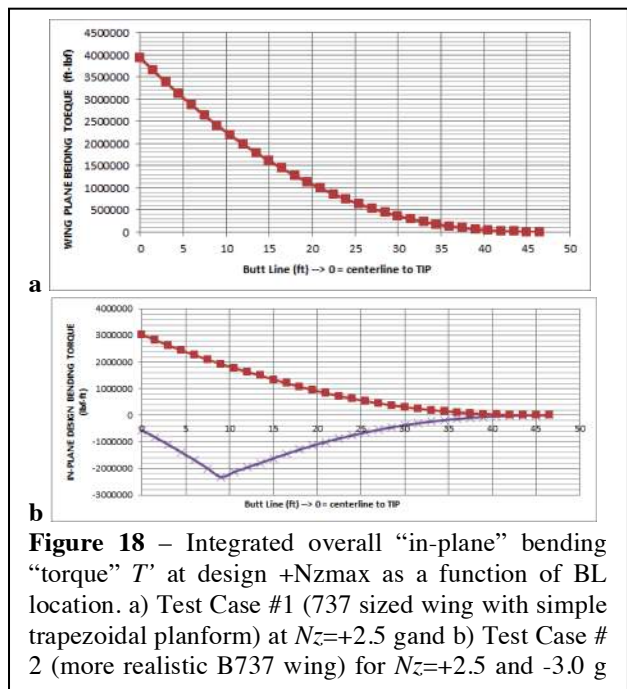 4500000
4000000
3500000
3000000
2500000
2000000
1500000
1000000
500000
0
WING PLANE BEIDING TOEQUE (ft-lbf)
0 5 10 15 20 25 30 35 40 45 50
Butt Line (ft) --> 0 = centerline to TIP
a
4000000
3000000
2000000
1000000
0
-1000000
-2000000
-3000000
IN-PLANE DISIGN BENDING TORQUE
(lbf-ft)
0 5 10 15 20 25 30 35 40 45 50
Butt Line (ft) --> 0 = centerline to TIP
b
Figure 18 – Integrated overall “in-plane” bending
“torque” T’ at design +Nzmax as a function of BL
location. a) Test Case #1 (737 sized wing with simple
trapezoidal planform) at Nz=+2.5 gand b) Test Case #
2 (more realistic B737 wing) for Nz=+2.5 and -3.0 g